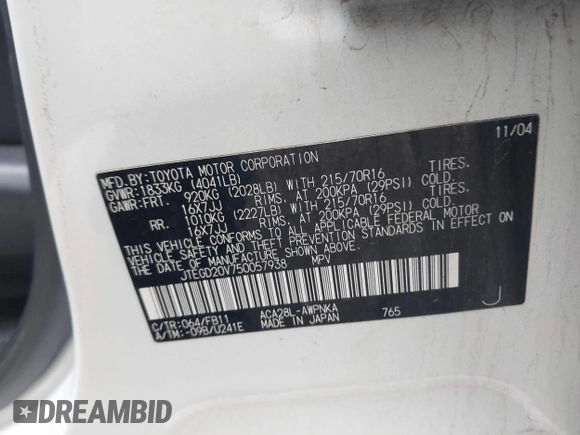 11/04
MFD.BY:TOYOTA MOTOR CORPORATION
GVWR:1833KG (4041LB)
GAWR:FRT. 920KG (2028LB) WITH 215/70R16 TIRES.
16X7JJ RIMS. AT 200KPA (29PSI) COLD.
RR. 1010KG (2227LB) WITH 215/70R16 TIRES.
16X7JJ RIMS. AT 200KPA (29PSI) COLD.
THIS VEHICLE CONFORMS TO ALL APPLICABLE FEDERAL MOTOR
VEHICLE SAFETY STANDARDS IN EFFECT ON
THE DATE OF MANUFACTURE SHOWN ABOVE.
JTEGD20V750057938 MPV
C/TR:064/FB11 ACA28L-AWPNKA 765
A/TM:-09B/U241E MADE IN JAPAN
J
DREAMBID